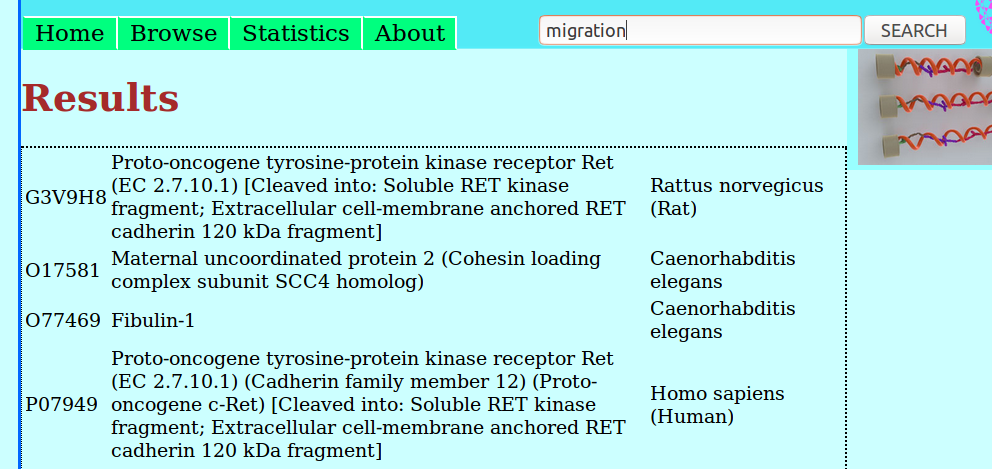 Home Browse Statistics About migration SEARCH
Results
G3V9H8 Proto-oncogene tyrosine-protein kinase receptor Ret (EC 2.7.10.1) [Cleaved into: Soluble RET kinase fragment; Extracellular cell-membrane anchored RET cadherin 120 kDa fragment] Rattus norvegicus (Rat)
O17581 Maternal uncoordinated protein 2 (Cohesin loading complex subunit SCC4 homolog) Caenorhabditis elegans
O77469 Fibulin-1 Caenorhabditis elegans
P07949 Proto-oncogene tyrosine-protein kinase receptor Ret (EC 2.7.10.1) (Cadherin family member 12) (Proto-oncogene c-Ret) [Cleaved into: Soluble RET kinase fragment; Extracellular cell-membrane anchored RET cadherin 120 kDa fragment] Homo sapiens (Human)